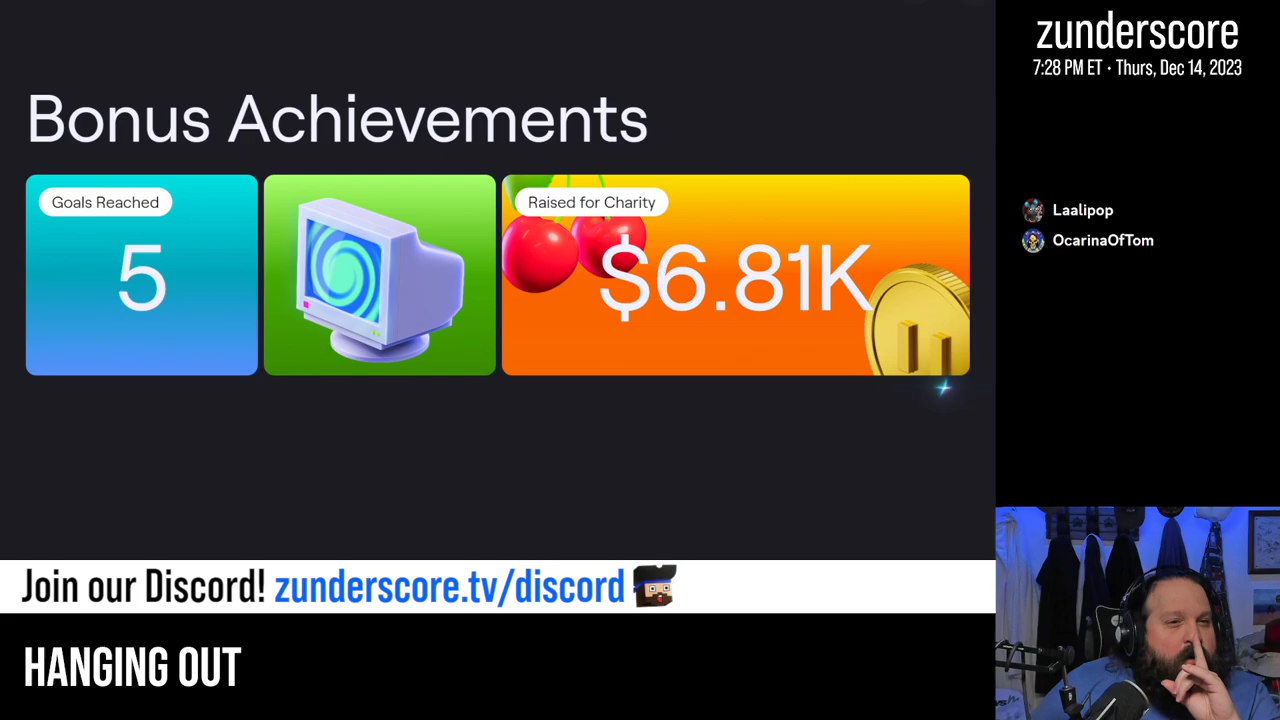 Bonus Achievements
Goals Reached
5
Raised for Charity
$6.81K
zunderscore
7:28 PM ET • Thurs, Dec 14, 2023
Laalipop
OcarinaOfTom
Join our Discord! zunderscore.tv/discord
HANGING OUT